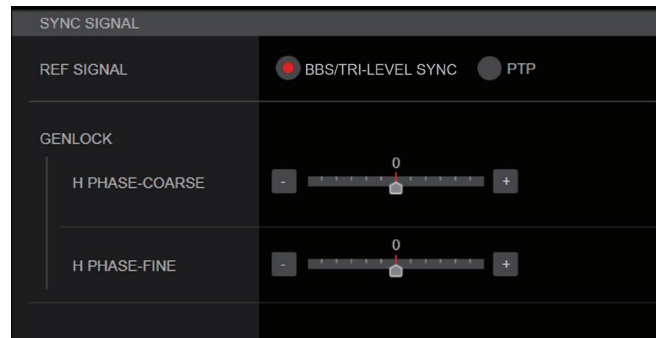 SYNC SIGNAL
REF SIGNAL BBS/TRI-LEVEL SYNC PTP
GENLOCK
0
H PHASE-COARSE - +
0
H PHASE-FINE - +